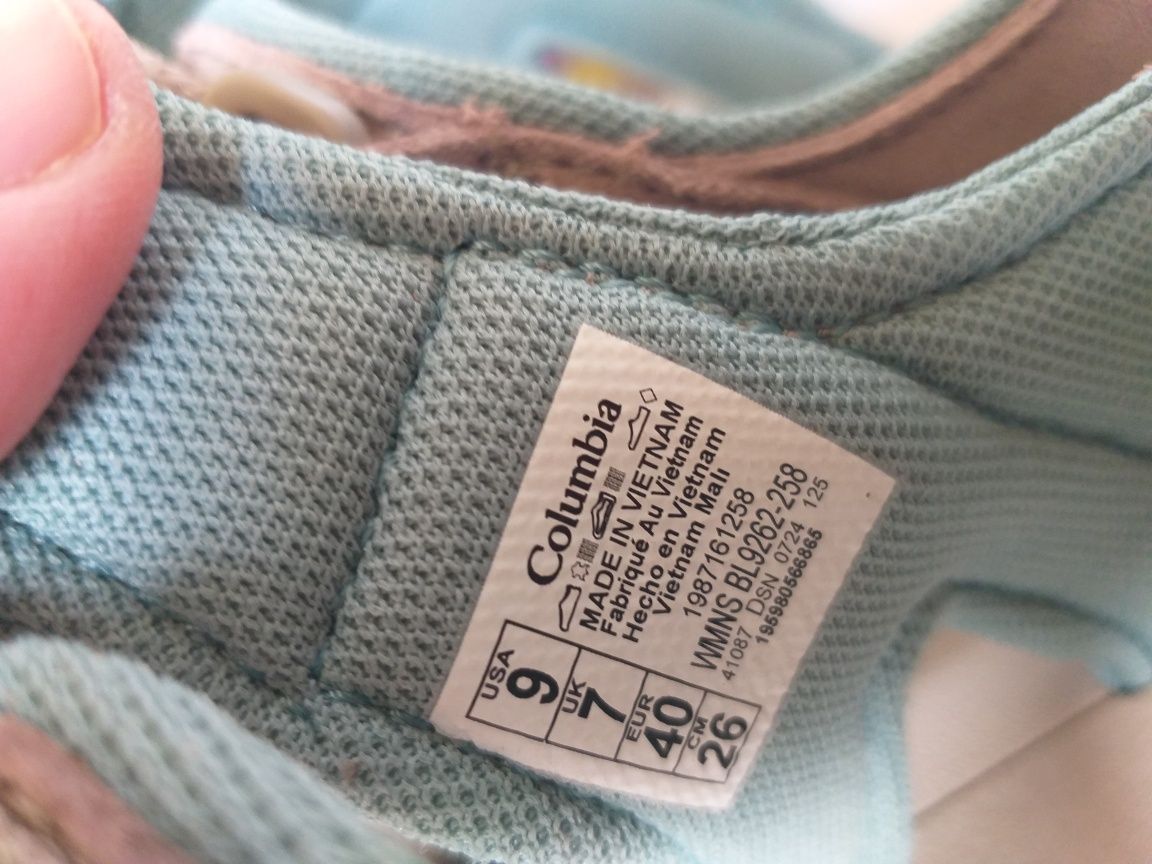 Columbia
MADE IN VIETNAM
Fabriqué Au Vietnam
Hecho en Vietnam
Vietnam Mali
1987161258
WMNS BL9262-258
41087 DSN 0724 125
195980566865
USA 9
UK 7
EUR 40
CM 26